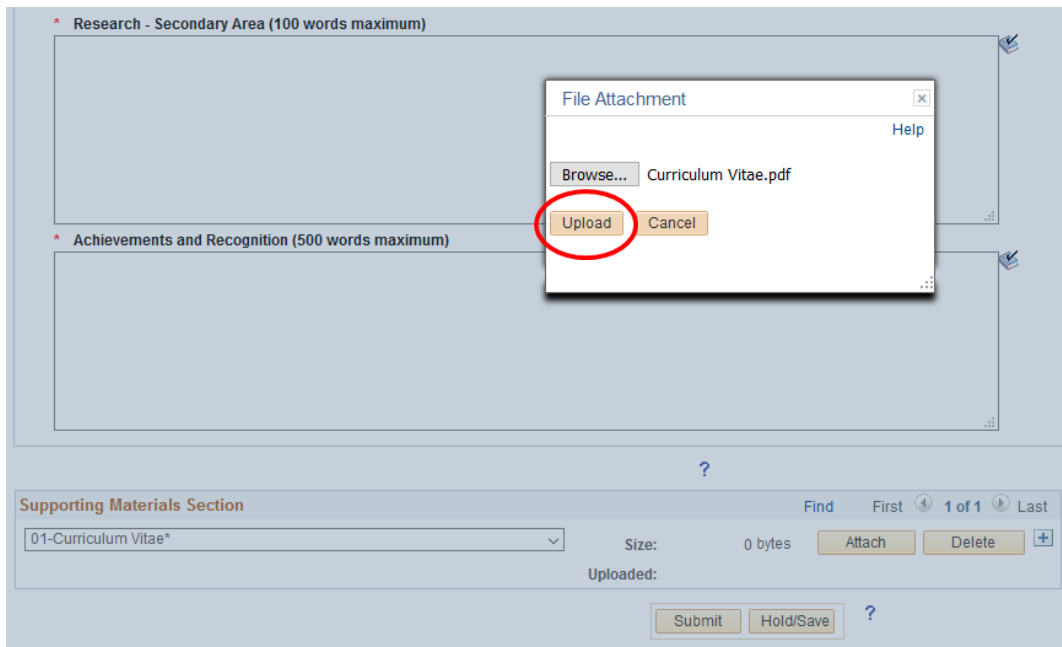 * Research - Secondary Area (100 words maximum)
File Attachment
Help
Browse... Curriculum Vitae.pdf
Upload Cancel
* Achievements and Recognition (500 words maximum)
?
Supporting Materials Section Find First 1 of 1 Last
01-Curriculum Vitae* Size: 0 bytes Attach Delete +
Uploaded:
Submit Hold/Save ?